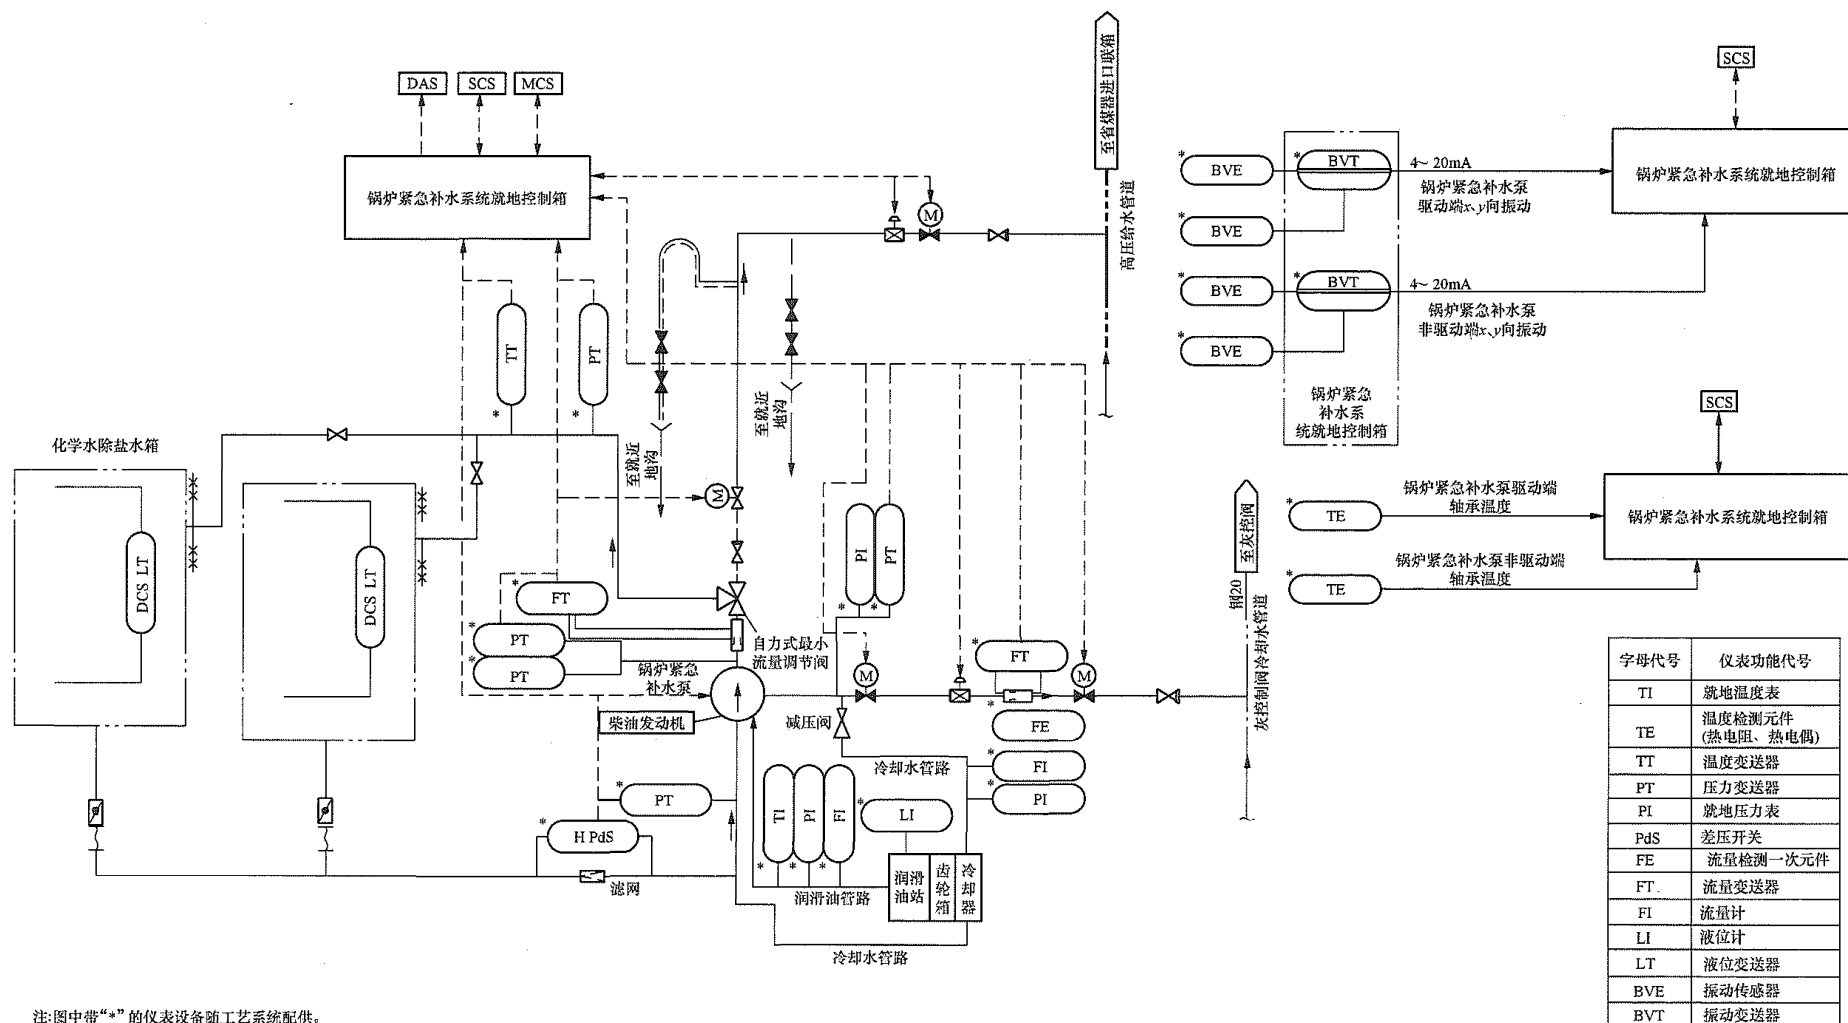 DAS
SCS
MCS
锅炉紧急补水系统就地控制箱
M
至省煤器进口联箱
高压给水管道
TT
*
PT
*
至就近
地沟
至就近
地沟
化学水除盐水箱
DCS LT
DCS LT
M
*
FT
*
PT
*
PT
自力式最小
流量调节阀
锅炉紧急
补水泵
柴油发动机
PI
*
PT
*
M
减压阀
*
FT
M
*
FE
*
FI
*
PI
冷却水管路
*
PT
*
H PdS
滤网
TI
*
PI
*
FI
*
*
LI
润滑油管路
润滑
油站
齿
轮
箱
冷
却
器
冷却水管路
至灰控阀
钢20
灰控制阀冷却水管道
SCS
*
BVE
*
BVT
4~20mA
锅炉紧急补水泵
驱动端x、y向振动
锅炉紧急补水系统就地控制箱
*
BVE
*
BVE
*
BVT
4~20mA
锅炉紧急补水泵
非驱动端x、y向振动
*
BVE
锅炉紧急
补水系
统就地控制箱
SCS
*
TE
锅炉紧急补水泵驱动端
轴承温度
锅炉紧急补水系统就地控制箱
*
TE
锅炉紧急补水泵非驱动端
轴承温度
字母代号 仪表功能代号
TI 就地温度表
TE 温度检测元件
(热电阻、热电偶)
TT 温度变送器
PT 压力变送器
PI 就地压力表
PdS 差压开关
FE 流量检测一次元件
FT 流量变送器
FI 流量计
LI 液位计
LT 液位变送器
BVE 振动传感器
BVT 振动变送器
注:图中带“*”的仪表设备随工艺系统配供。